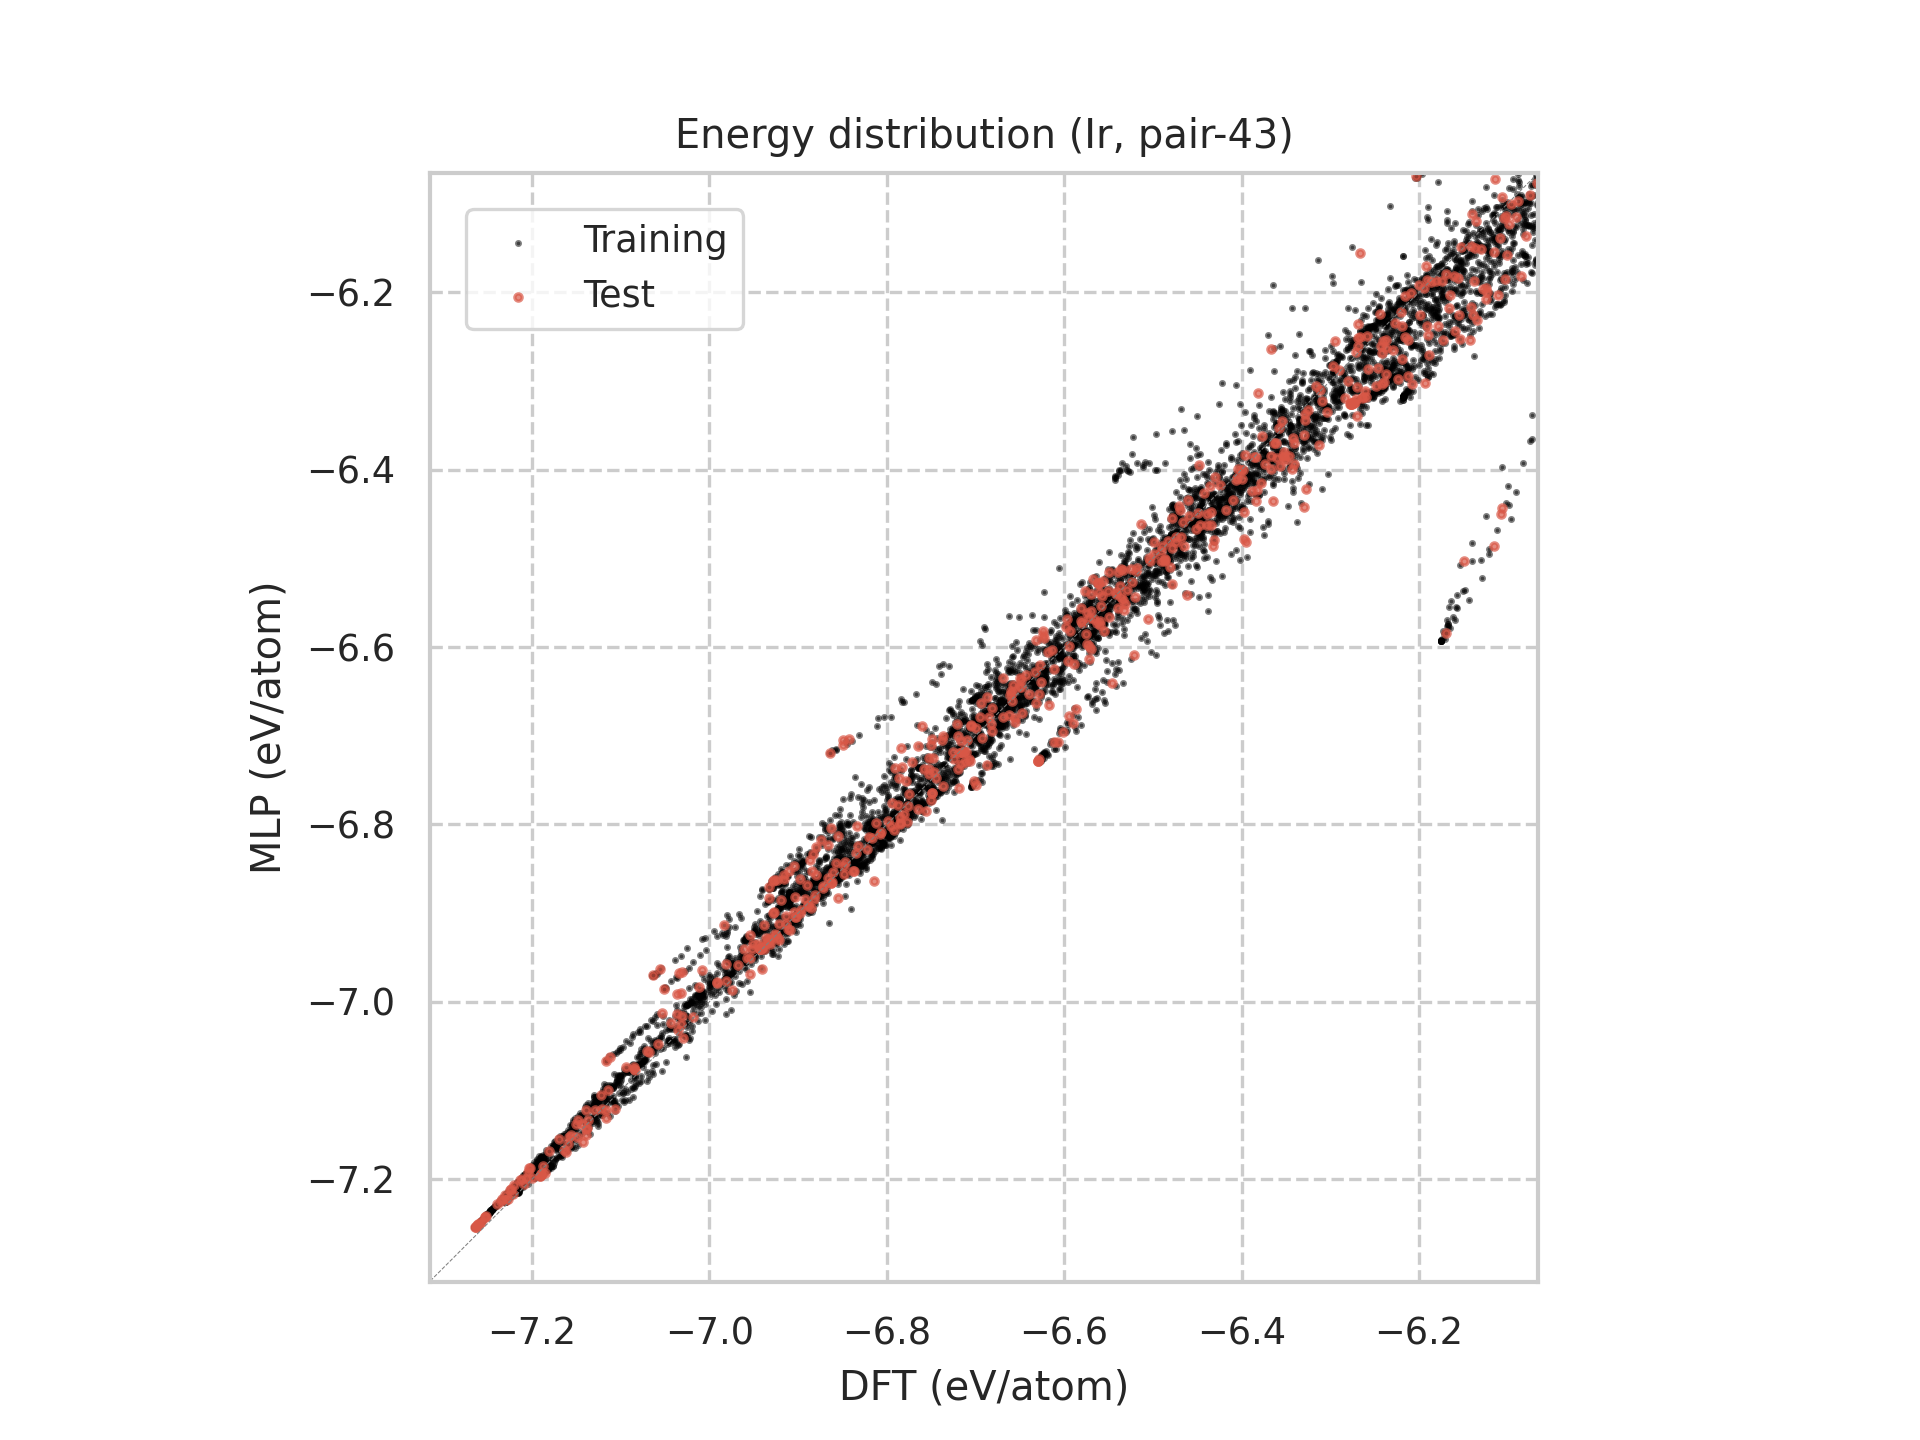 Energy distribution (Ir, pair-43)
Training
Test
−6.2
−6.4
−6.6
−6.8
−7.0
−7.2
MLP (eV/atom)
−7.2 −7.0 −6.8 −6.6 −6.4 −6.2
DFT (eV/atom)